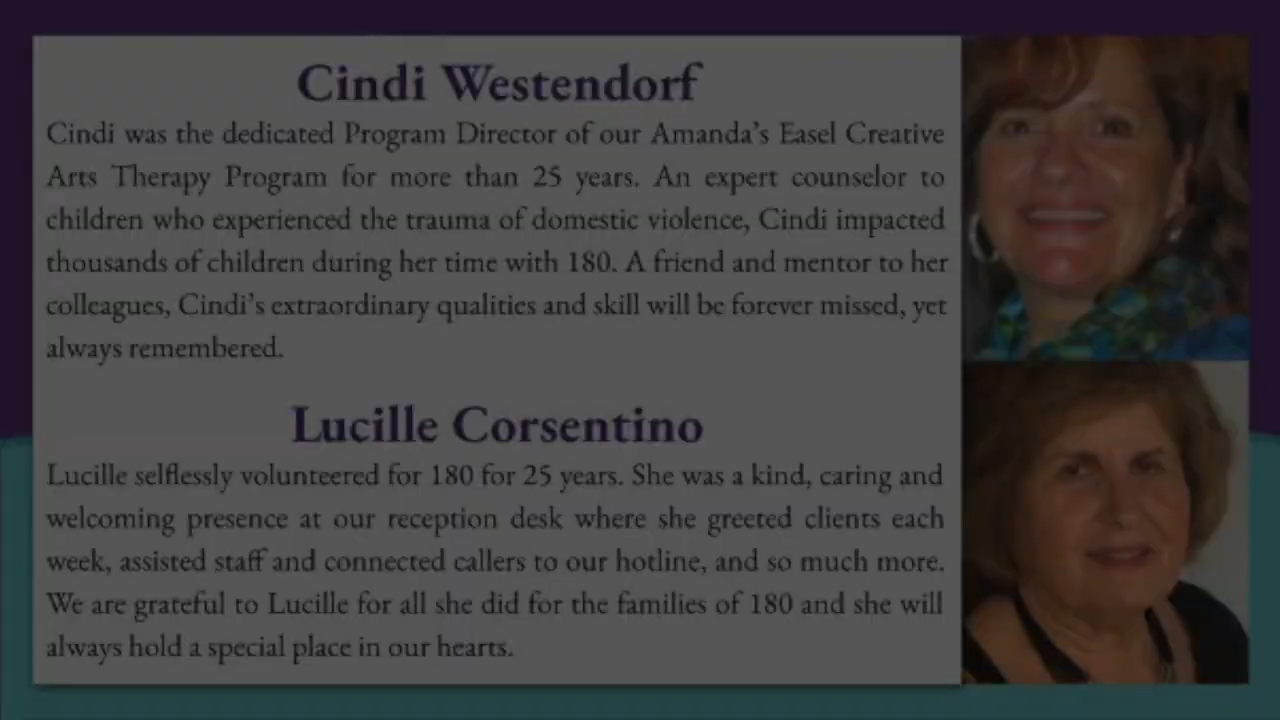 Cindi Westendorf
Cindi was the dedicated Program Director of our Amanda's Easel Creative
Arts Therapy Program for more than 25 years. An expert counselor to
children who experienced the trauma of domestic violence, Cindi impacted
thousands of children during her time with 180. A friend and mentor to her
colleagues, Cindi's extraordinary qualities and skill will be forever missed, yet
always remembered.
Lucille Corsentino
Lucille selflessly volunteered for 180 for 25 years. She was a kind, caring and
welcoming presence at our reception desk where she greeted clients each
week, assisted staff and connected callers to our hotline, and so much more.
We are grateful to Lucille for all she did for the families of 180 and she will
always hold a special place in our hearts.